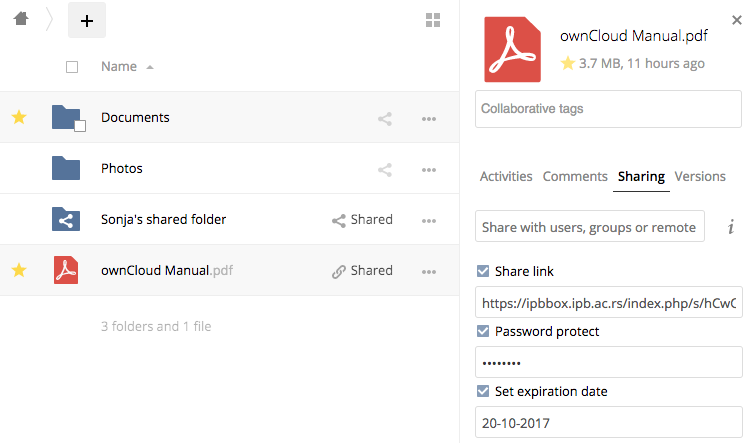 Name
Documents
Photos
Sonja's shared folder
Shared
ownCloud Manual.pdf
Shared
3 folders and 1 file
ownCloud Manual.pdf
3.7 MB, 11 hours ago
Collaborative tags
Activities Comments Sharing Versions
Share with users, groups or remote
i
Share link
https://ipbbox.ipb.ac.rs/index.php/s/hCwC
Password protect
••••••••
Set expiration date
20-10-2017